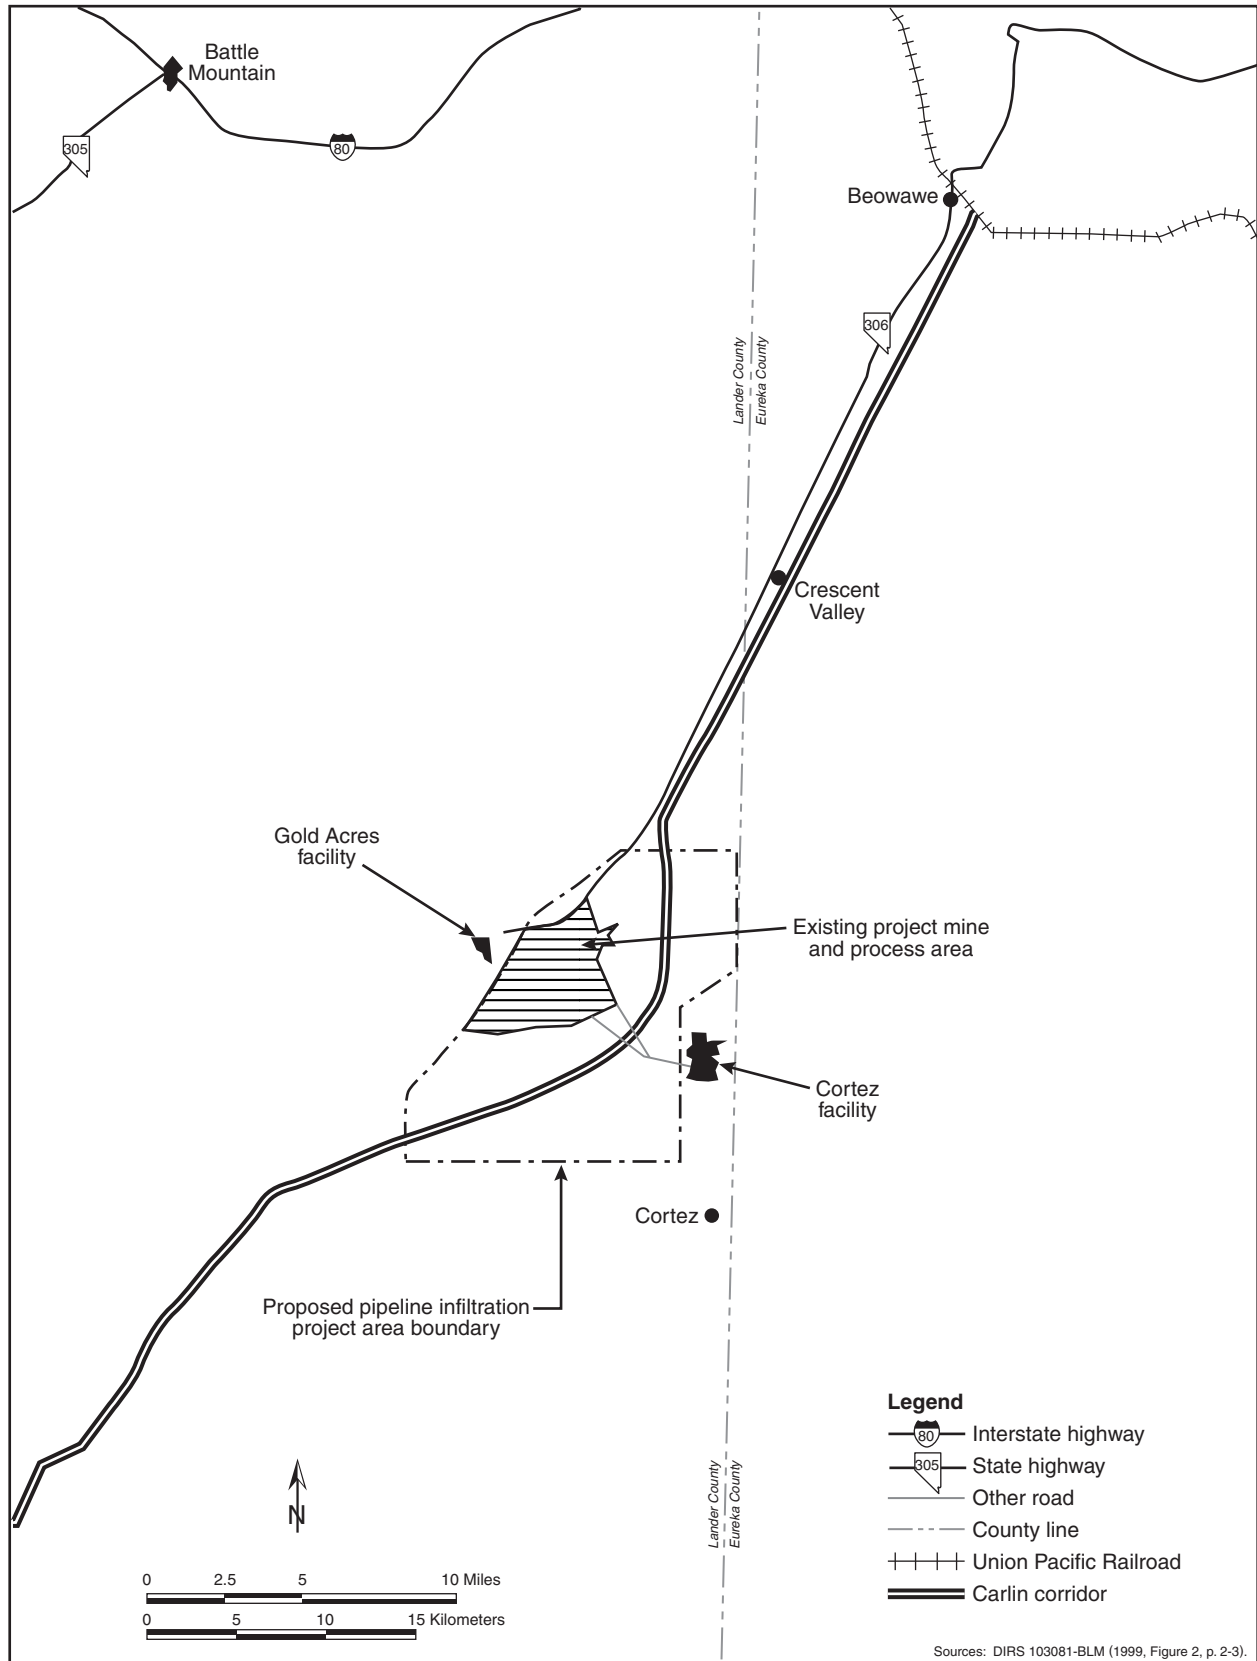 Battle
Mountain
305
80
Beowawe
306
Lander County
Eureka County
Crescent
Valley
Gold Acres
facility
Existing project mine
and process area
Cortez
facility
Cortez
Proposed pipeline infiltration
project area boundary
Lander County
Eureka County
N
0 2.5 5 10 Miles
0 5 10 15 Kilometers
Legend
80 Interstate highway
305 State highway
Other road
County line
Union Pacific Railroad
Carlin corridor
Sources: DIRS 103081-BLM (1999, Figure 2, p. 2-3).